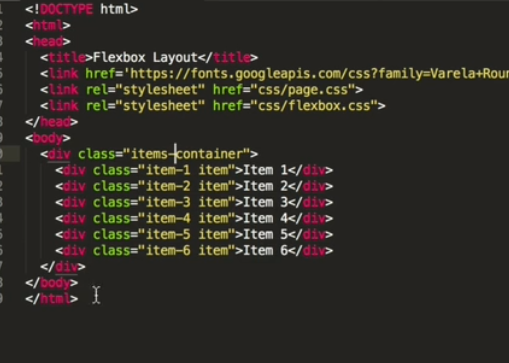 <!DOCTYPE html>
<html>
<head>
<title>Flexbox Layout</title>
<link href='https://fonts.googleapis.com/css?family=Varela+Roun
<link rel="stylesheet" href="css/page.css">
<link rel="stylesheet" href="css/flexbox.css">
</head>
<body>
<div class="items-container">
<div class="item-1 item">Item 1</div>
<div class="item-2 item">Item 2</div>
<div class="item-3 item">Item 3</div>
<div class="item-4 item">Item 4</div>
<div class="item-5 item">Item 5</div>
<div class="item-6 item">Item 6</div>
</div>
</body>
</html>